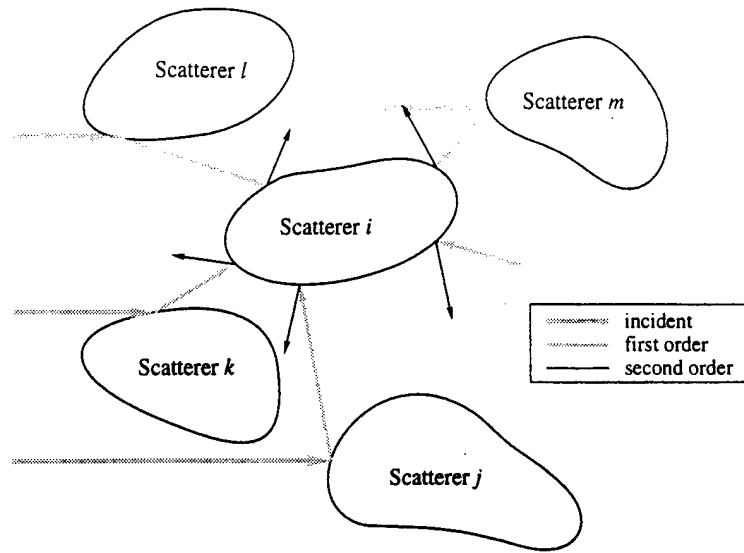 Scatterer l
Scatterer m
Scatterer i
Scatterer k
Scatterer j
incident
first order
second order